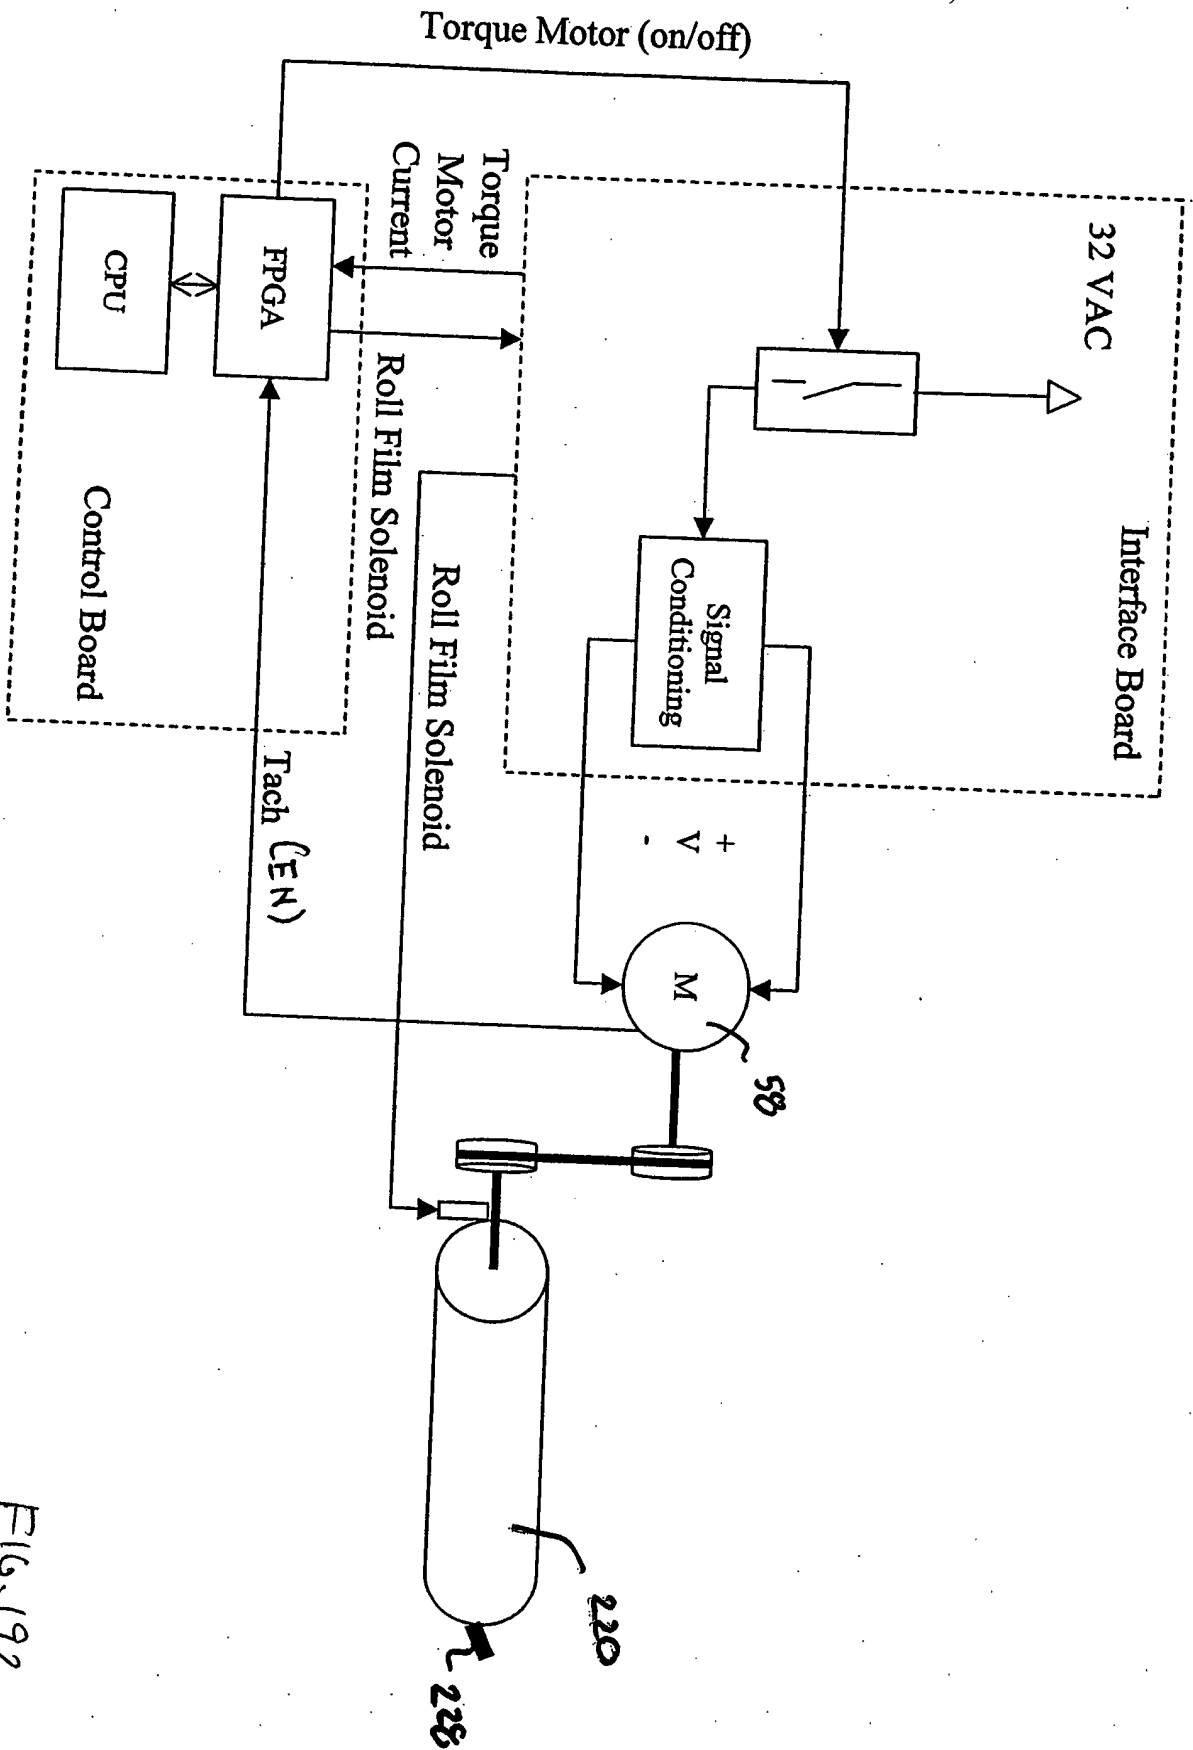 Torque Motor (on/off)
32 VAC
Interface Board
Torque
Motor
Current
FPGA
CPU
Roll Film Solenoid
Control Board
Signal
Conditioning
Roll Film Solenoid
Tach (EN)
+
V
-
M
58
220
228
FIG. 192